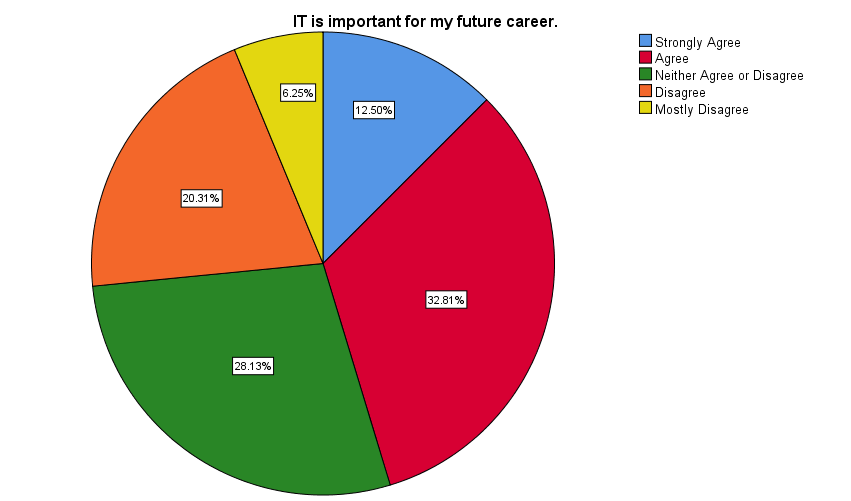 IT is important for my future career.
Strongly Agree
Agree
Neither Agree or Disagree
Disagree
Mostly Disagree
6.25%
12.50%
20.31%
32.81%
28.13%